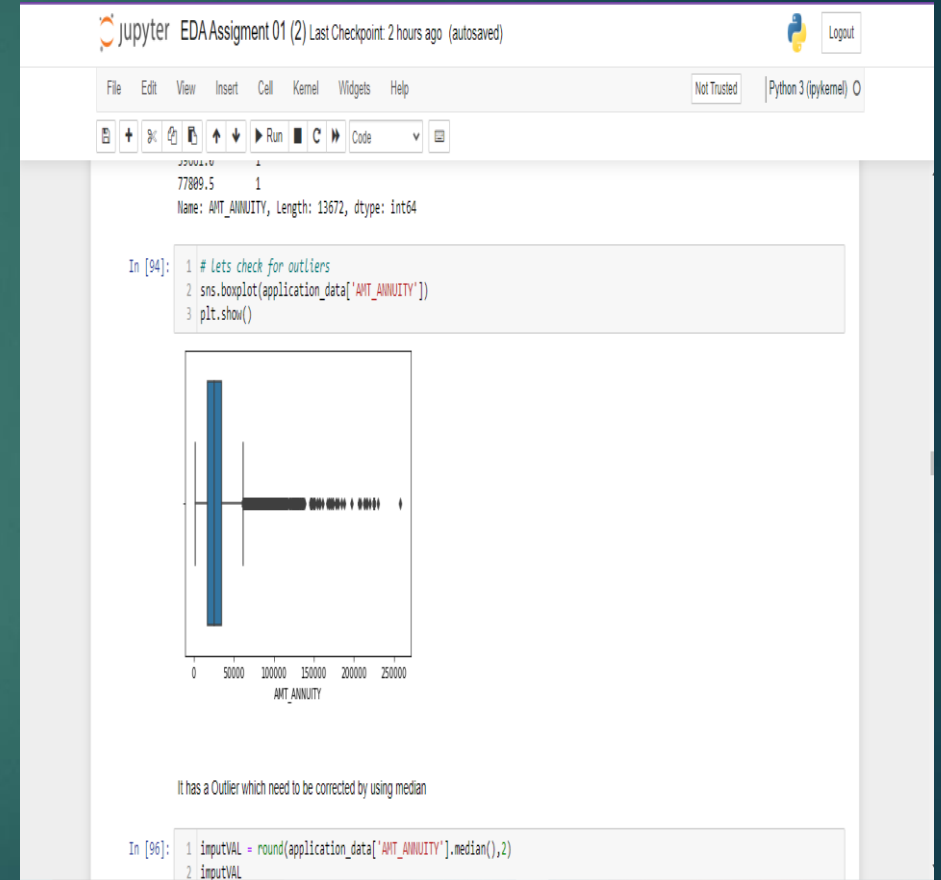 jupyter EDA Assigment 01 (2) Last Checkpoint: 2 hours ago (autosaved)
Logout
File Edit View Insert Cell Kernel Widgets Help
Not Trusted
Python 3 (ipykernel)
Run
Code
77809.5 1
Name: AMT_ANNUITY, Length: 13672, dtype: int64
In [94]:
1 # lets check for outliers
2 sns.boxplot(application_data['AMT_ANNUITY'])
3 plt.show()
0 50000 100000 150000 200000 250000
AMT_ANNUITY
It has a Outlier which need to be corrected by using median
In [96]:
1 imputVAL = round(application_data['AMT_ANNUITY'].median(),2)
2 imputVAL